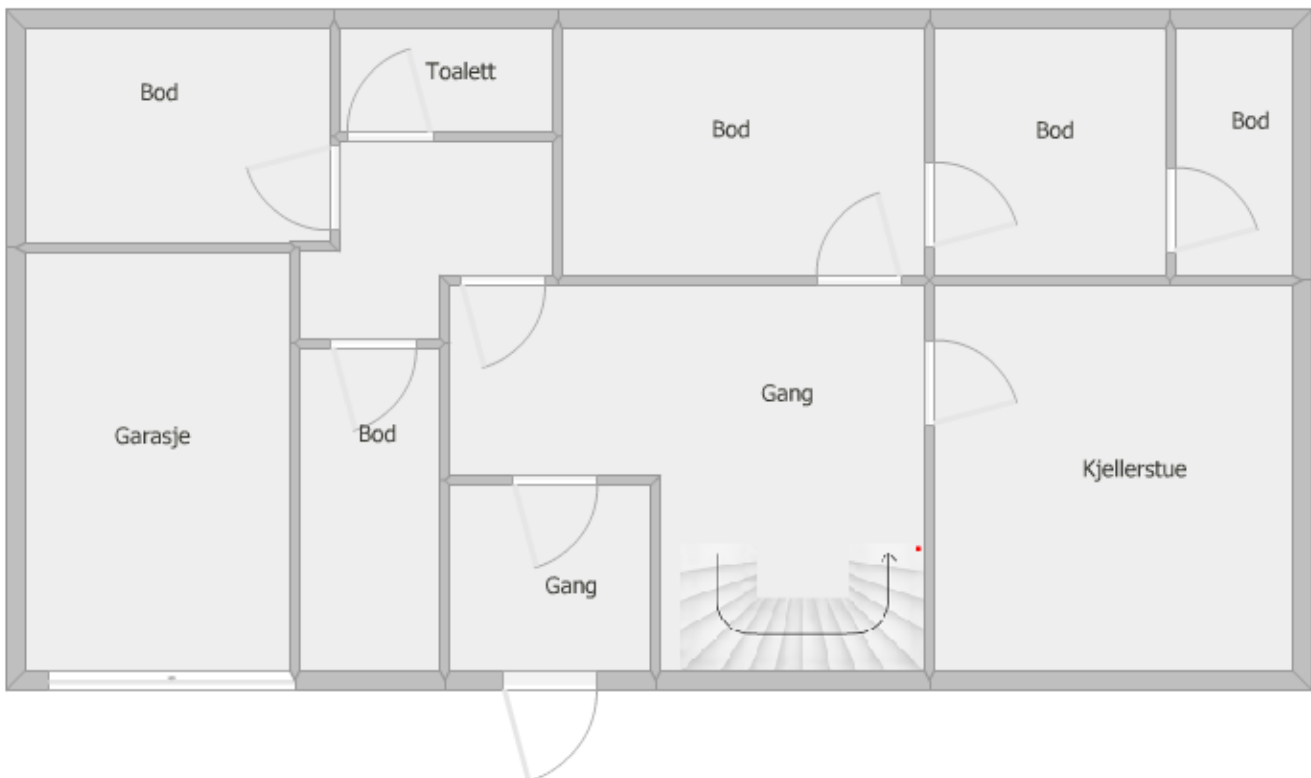 Bod
Toalett
Bod
Bod
Bod
Garasje
Bod
Gang
Kjellerstue
Gang